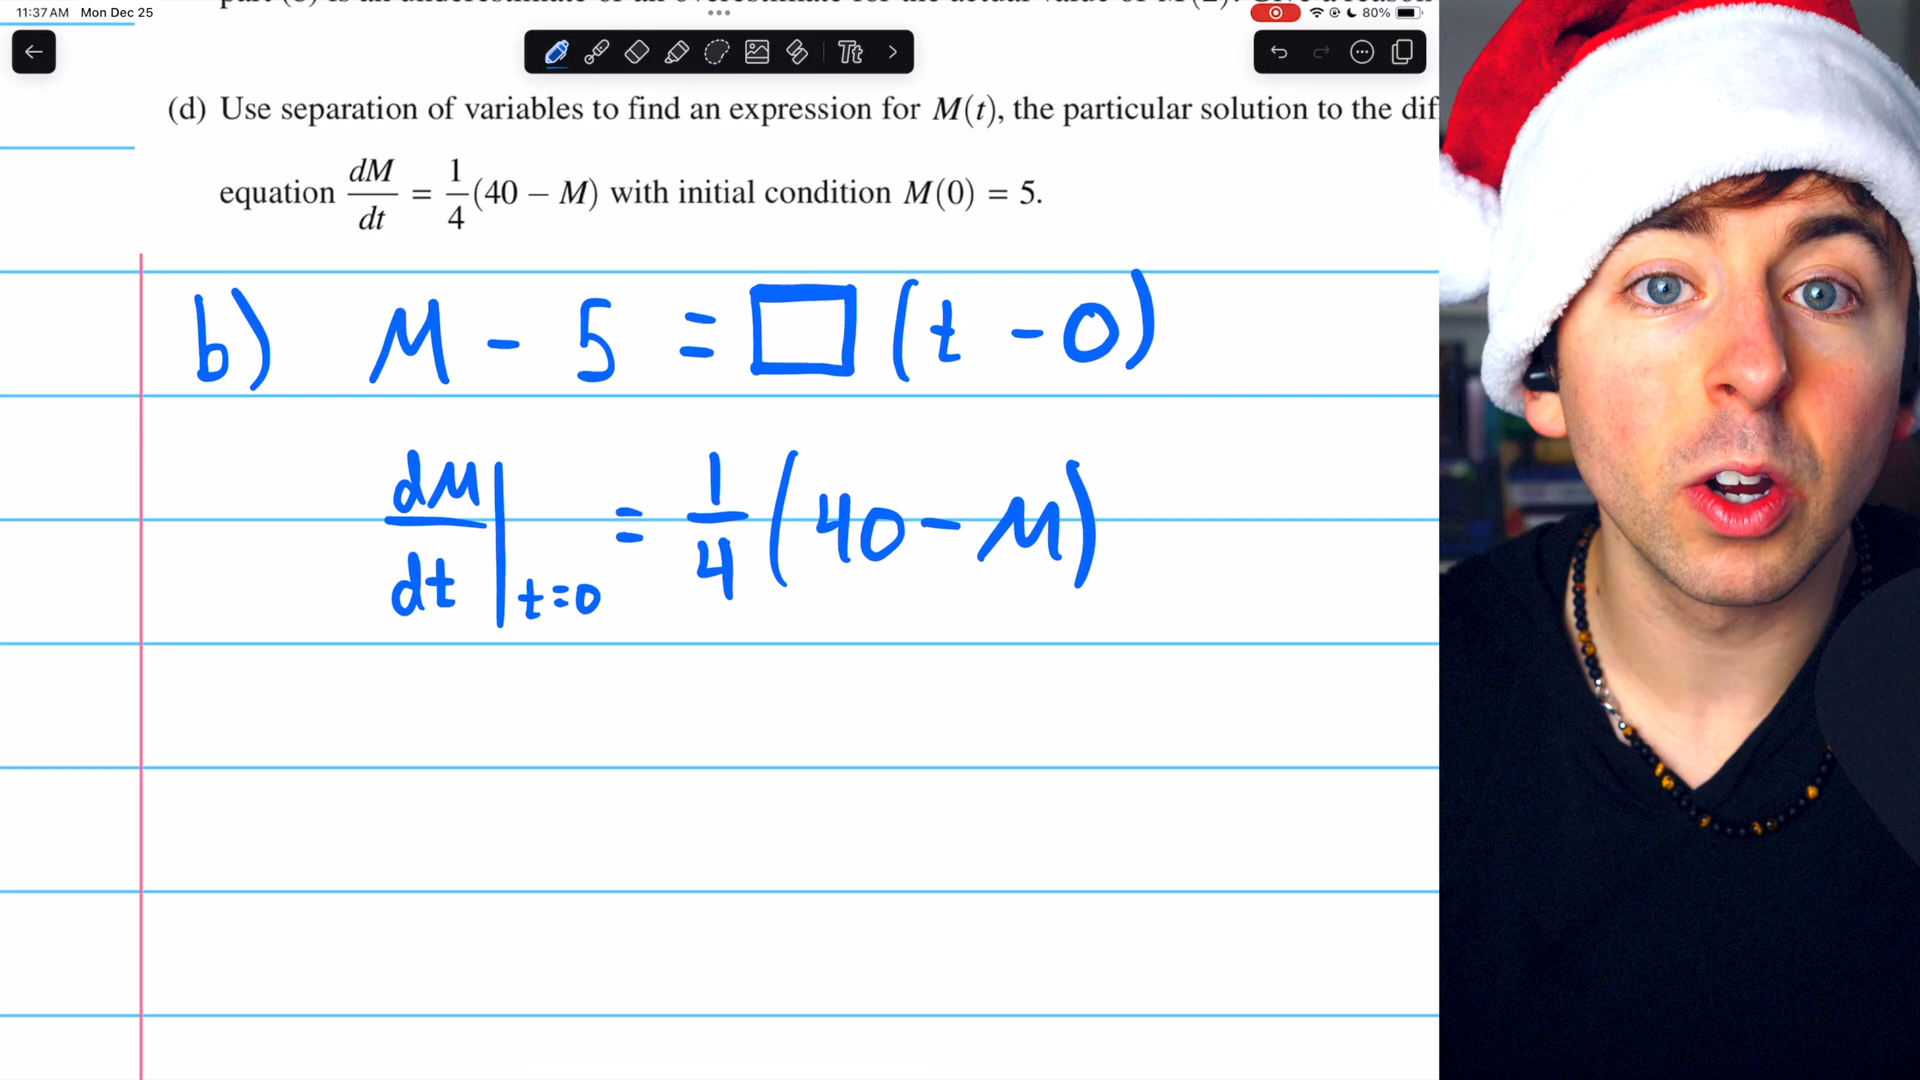 11:37 AM Mon Dec 25
80%
Tt
(d) Use separation of variables to find an expression for M(t), the particular solution to the dif
equation dM/dt = 1/4(40 − M) with initial condition M(0) = 5.
b) M - 5 = □ (t - 0)
dM/dt|t=0 = 1/4 (40 - M)